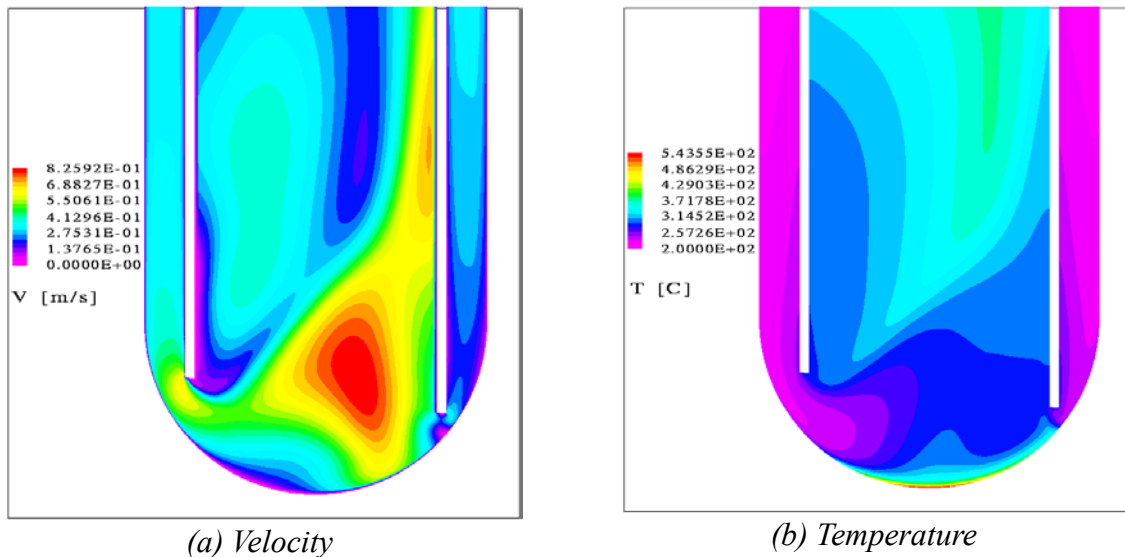 8.2592E-01
6.8827E-01
5.5061E-01
4.1296E-01
2.7531E-01
1.3765E-01
0.0000E+00
V [m/s]
(a) Velocity
5.4355E+02
4.8629E+02
4.2903E+02
3.7178E+02
3.1452E+02
2.5726E+02
2.0000E+02
T [C]
(b) Temperature